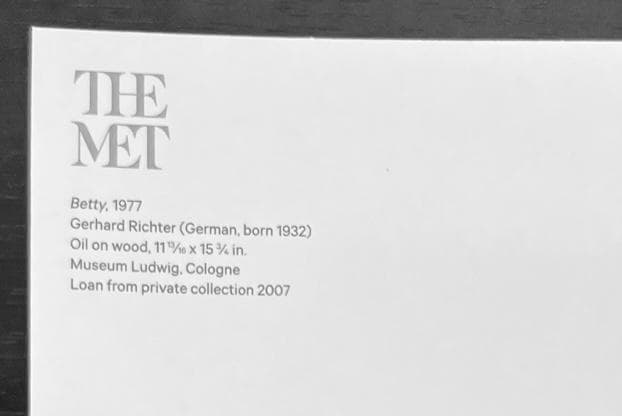 THE
MET
Betty, 1977
Gerhard Richter (German, born 1932)
Oil on wood, 11 13/16 x 15 3/4 in.
Museum Ludwig, Cologne
Loan from private collection 2007